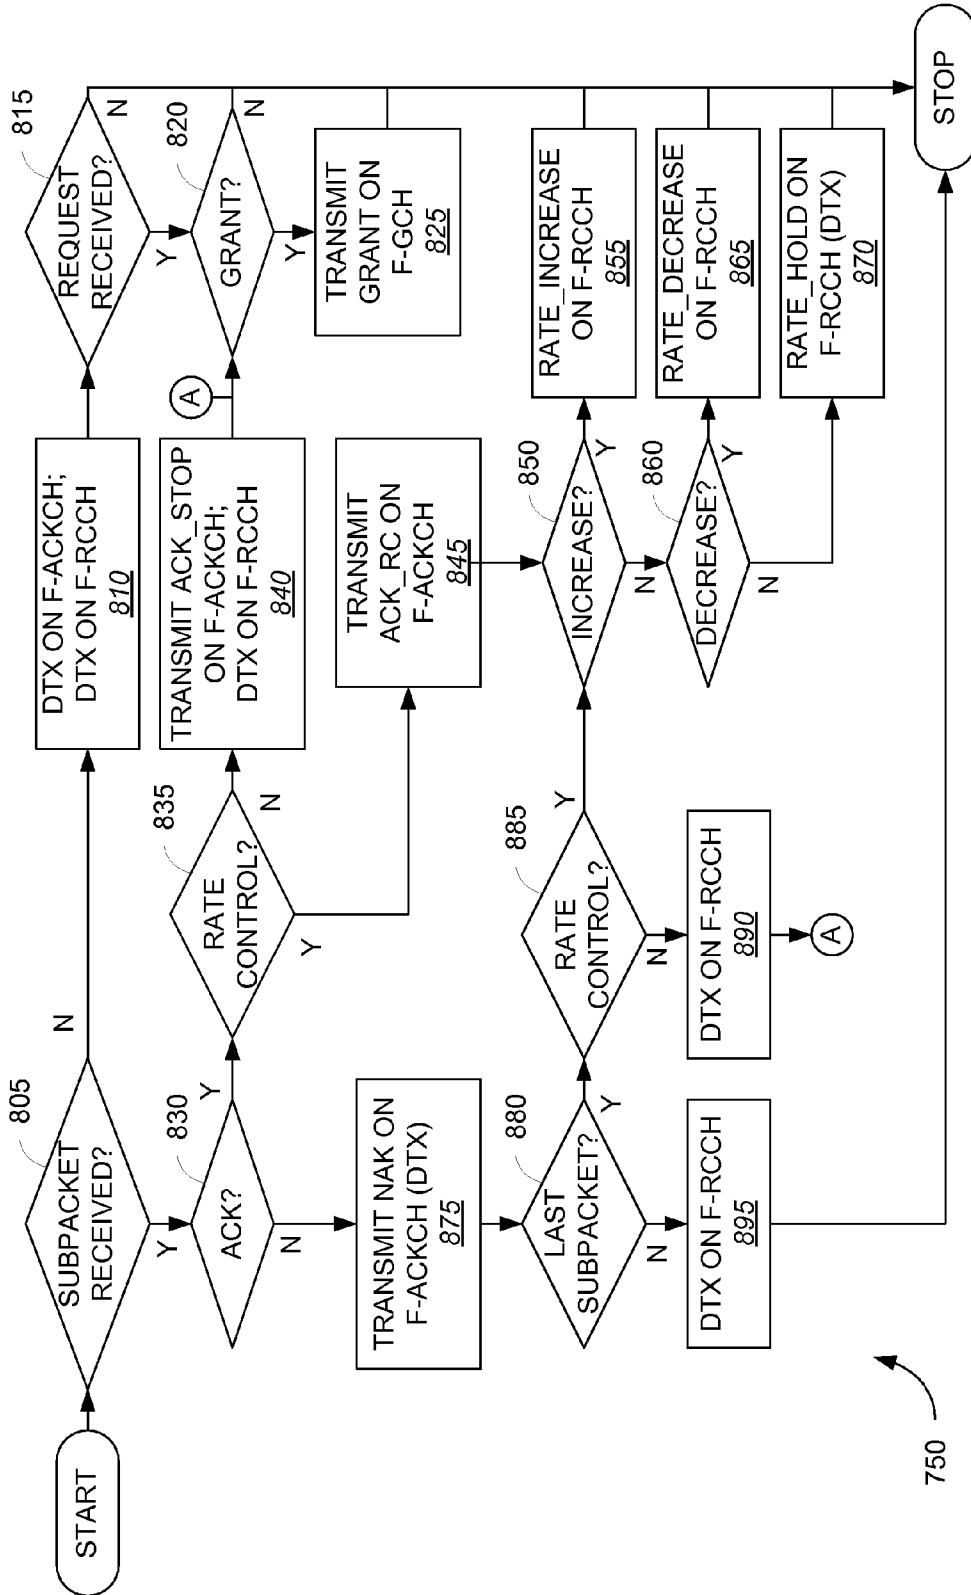 START
805
SUBPACKET
RECEIVED?
N
Y
DTX ON F-ACKCH;
DTX ON F-RCCH
810
815
REQUEST
RECEIVED?
N
Y
830
ACK?
Y
N
835
RATE
CONTROL?
N
Y
TRANSMIT ACK_STOP
ON F-ACKCH;
DTX ON F-RCCH
840
A
820
GRANT?
N
Y
TRANSMIT
GRANT ON
F-GCH
825
TRANSMIT
ACK_RC ON
F-ACKCH
845
TRANSMIT NAK ON
F-ACKCH (DTX)
875
880
LAST
SUBPACKET?
Y
N
885
RATE
CONTROL?
Y
N
850
INCREASE?
Y
N
RATE_INCREASE
ON F-RCCH
855
860
DECREASE?
Y
N
RATE_DECREASE
ON F-RCCH
865
RATE_HOLD ON
F-RCCH (DTX)
870
DTX ON F-RCCH
895
DTX ON F-RCCH
890
A
STOP
750